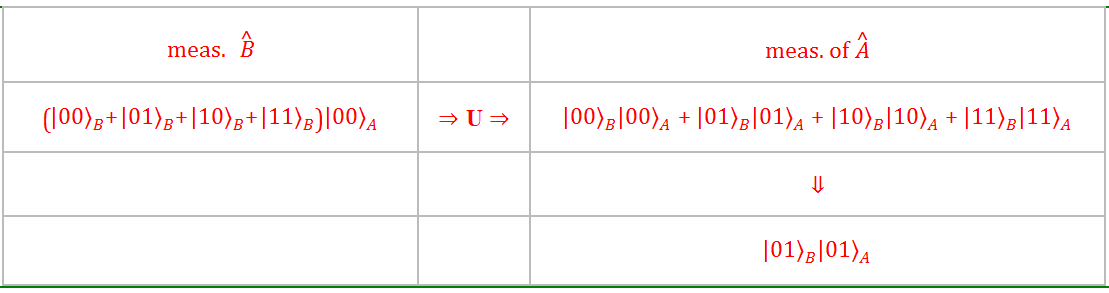 meas. B̂ meas. of Â
(|00⟩_B+|01⟩_B+|10⟩_B+|11⟩_B)|00⟩_A ⇒ U ⇒ |00⟩_B|00⟩_A + |01⟩_B|01⟩_A + |10⟩_B|10⟩_A + |11⟩_B|11⟩_A
⇓
|01⟩_B|01⟩_A